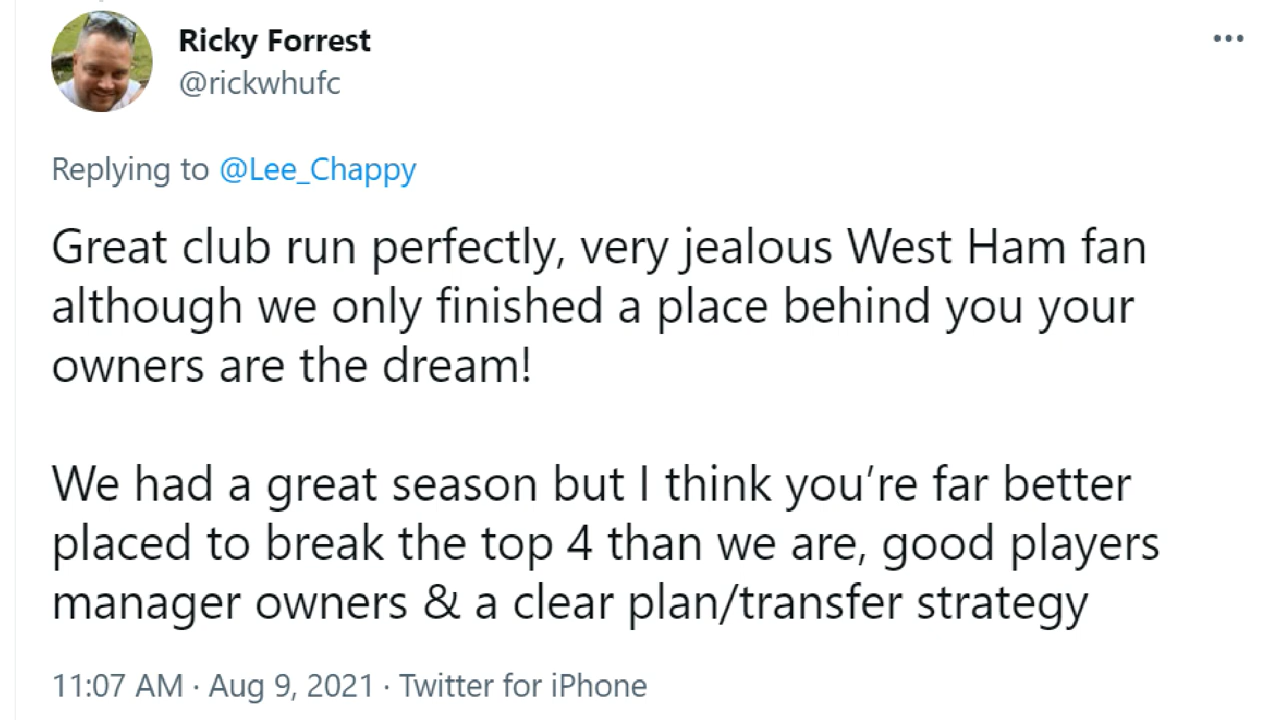 Ricky Forrest
@rickwhufc
Replying to @Lee_Chappy
Great club run perfectly, very jealous West Ham fan
although we only finished a place behind you your
owners are the dream!
We had a great season but I think you’re far better
placed to break the top 4 than we are, good players
manager owners & a clear plan/transfer strategy
11:07 AM · Aug 9, 2021 · Twitter for iPhone